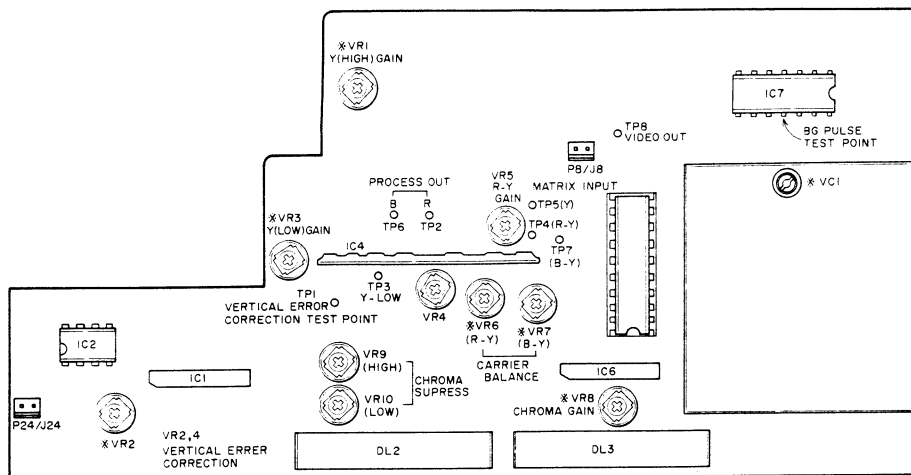 ※VR1
Y(HIGH)GAIN
IC7
BG PULSE
TEST POINT
TP8
VIDEO OUT
P8/J8
※VC1
PROCESS OUT
B R
TP6 TP2
VR5
R-Y
GAIN
MATRIX INPUT
TP5(Y)
TP4(R-Y)
TP7
(B-Y)
※VR3
Y(LOW)GAIN
IC4
TP3
Y-LOW
TP1
VERTICAL ERROR
CORRECTION TEST POINT
VR4
※VR6
(R-Y)
※VR7
(B-Y)
CARRIER
BALANCE
IC2
IC1
P24/J24
※VR2
VR2,4
VERTICAL ERRER
CORRECTION
VR9
(HIGH)
VR10
(LOW)
CHROMA
SUPRESS
IC6
※VR8
CHROMA GAIN
DL2
DL3